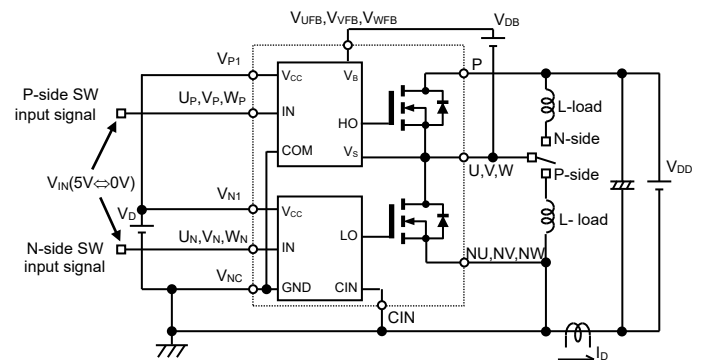 VUFB,VVFB,VWFB
VDB
VP1
P
VCC
VB
P-side SW
input signal
UP,VP,WP
IN
L-load
HO
N-side
COM
VS
U,V,W
P-side
VDD
VIN(5V⇔0V)
VD
VN1
VCC
L- load
N-side SW
input signal
UN,VN,WN
IN
LO
NU,NV,NW
VNC
GND
CIN
CIN
ID